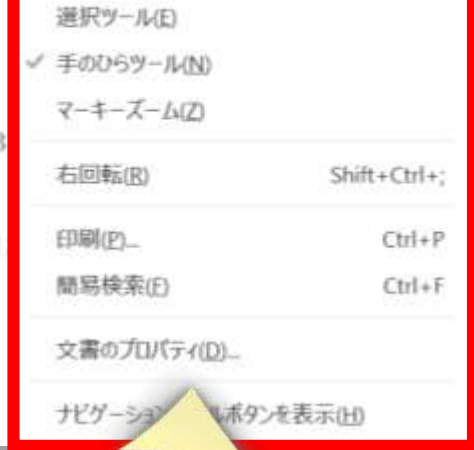 選択ツール(E)
✓ 手のひらツール(N)
マーキーズーム(Z)
右回転(R) Shift+Ctrl+;
印刷(P)...
Ctrl+P
簡易検索(F) Ctrl+F
文書のプロパティ(D)...
ナビゲーション ルボタンを表示(H)